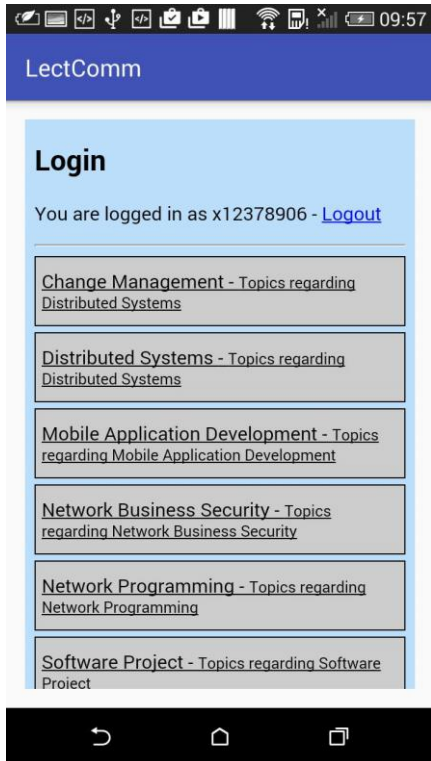 09:57
LectComm
Login
You are logged in as x12378906 - Logout
Change Management - Topics regarding
Distributed Systems
Distributed Systems - Topics regarding
Distributed Systems
Mobile Application Development - Topics
regarding Mobile Application Development
Network Business Security - Topics
regarding Network Business Security
Network Programming - Topics regarding
Network Programming
Software Project - Topics regarding Software
Project